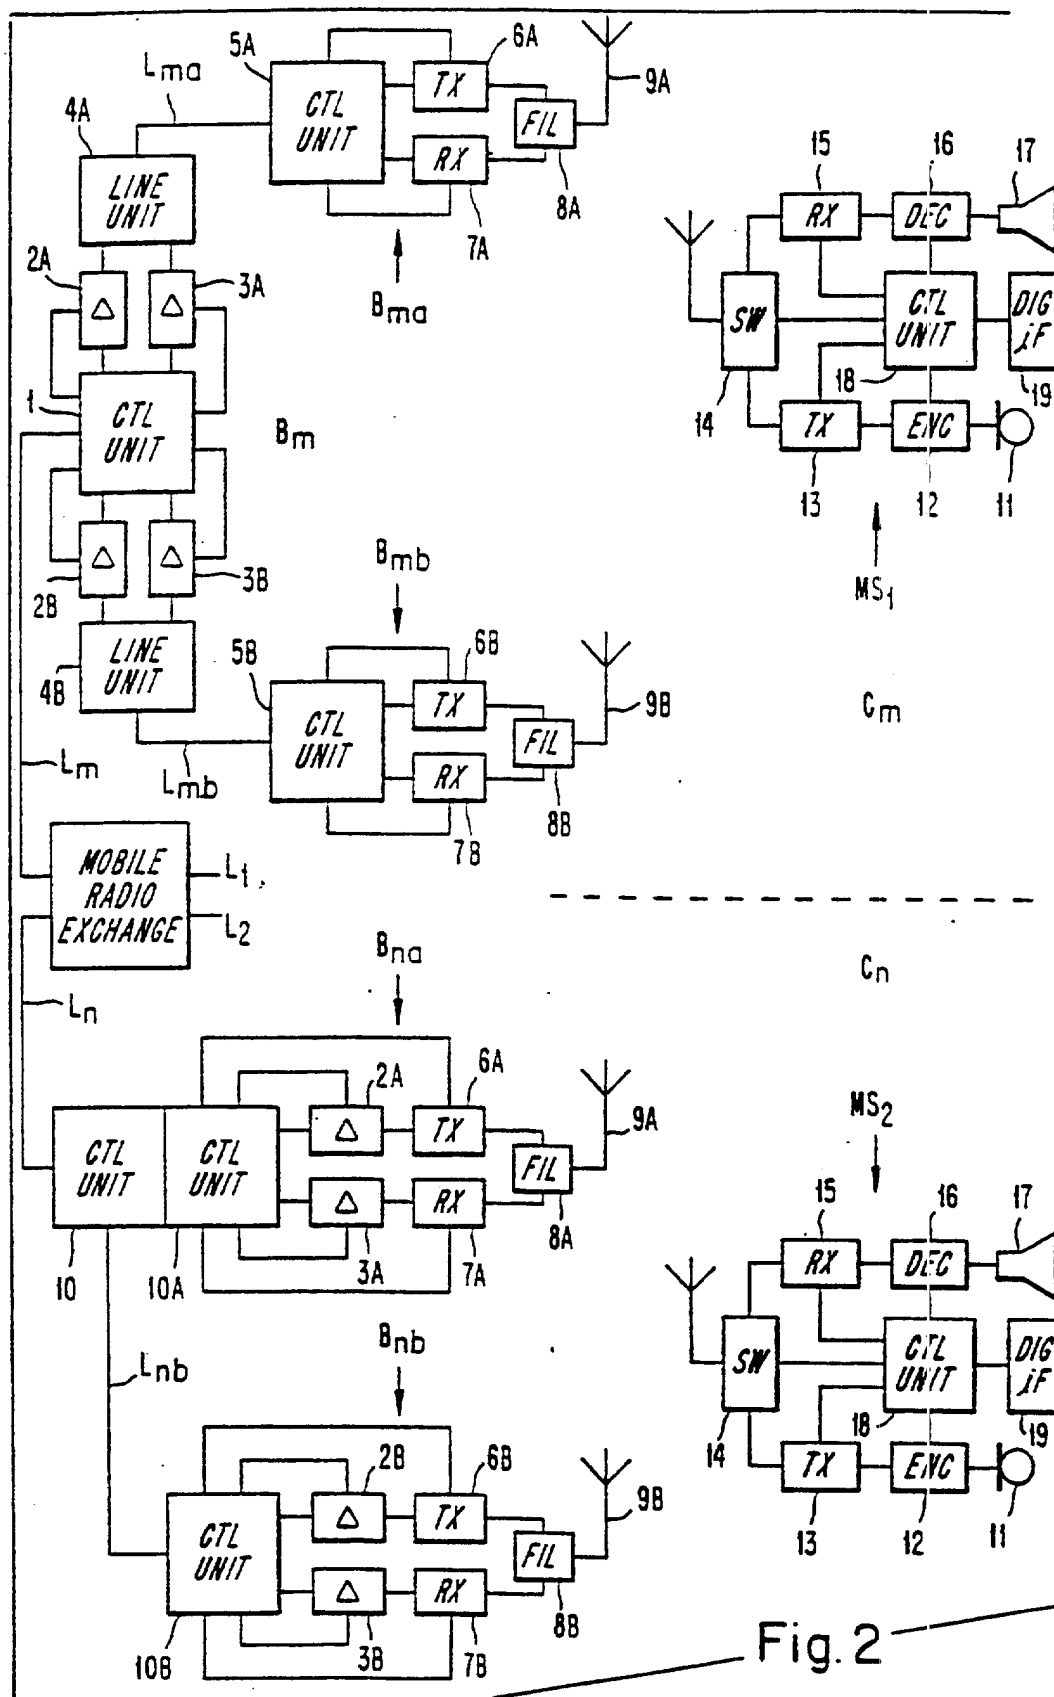 Lma
5A
6A
4A
CTL
UNIT
TX
FIL
9A
RX
8A
7A
LINE
UNIT
2A
3A
△
△
Bma
1
CTL
UNIT
Bm
△
△
2B
3B
LINE
UNIT
4B
Bmb
5B
6B
CTL
UNIT
TX
FIL
9B
RX
8B
7B
Lm
Lmb
MOBILE
RADIO
EXCHANGE
L1
L2
15
16
17
RX
DEC
SW
CTL
UNIT
DIG
iF
14
18
19
TX
ENC
13
12
11
MS1
Cm
Cn
Ln
Bna
2A
6A
CTL
UNIT
CTL
UNIT
△
TX
FIL
9A
△
RX
8A
10
10A
3A
7A
Lnb
Bnb
2B
6B
CTL
UNIT
△
TX
FIL
9B
△
RX
8B
10B
3B
7B
MS2
15
16
17
RX
DEC
SW
CTL
UNIT
DIG
iF
14
18
19
TX
ENC
13
12
11
Fig. 2